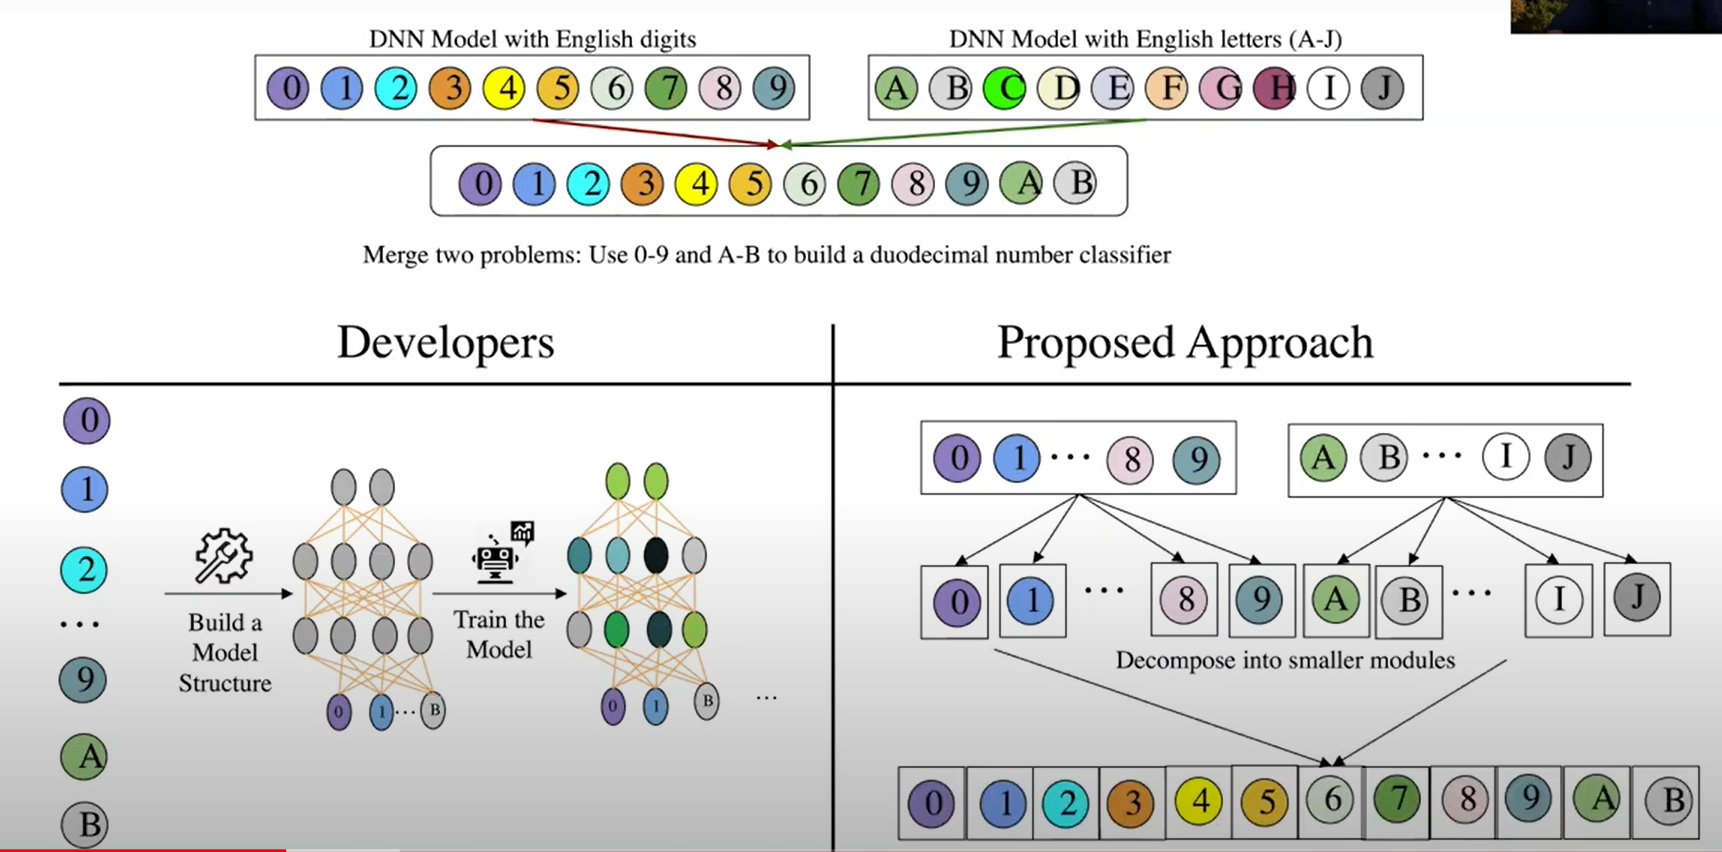 DNN Model with English digits
0 1 2 3 4 5 6 7 8 9
DNN Model with English letters (A-J)
A B C D E F G H I J
0 1 2 3 4 5 6 7 8 9 A B
Merge two problems: Use 0-9 and A-B to build a duodecimal number classifier
Developers
0
1
2
...
9
A
B
Build a
Model
Structure
0 1 ... B
Train the
Model
0 1 B ...
Proposed Approach
0 1 ... 8 9
A B ... I J
0 1 ... 8 9 A B ... I J
Decompose into smaller modules
0 1 2 3 4 5 6 7 8 9 A B